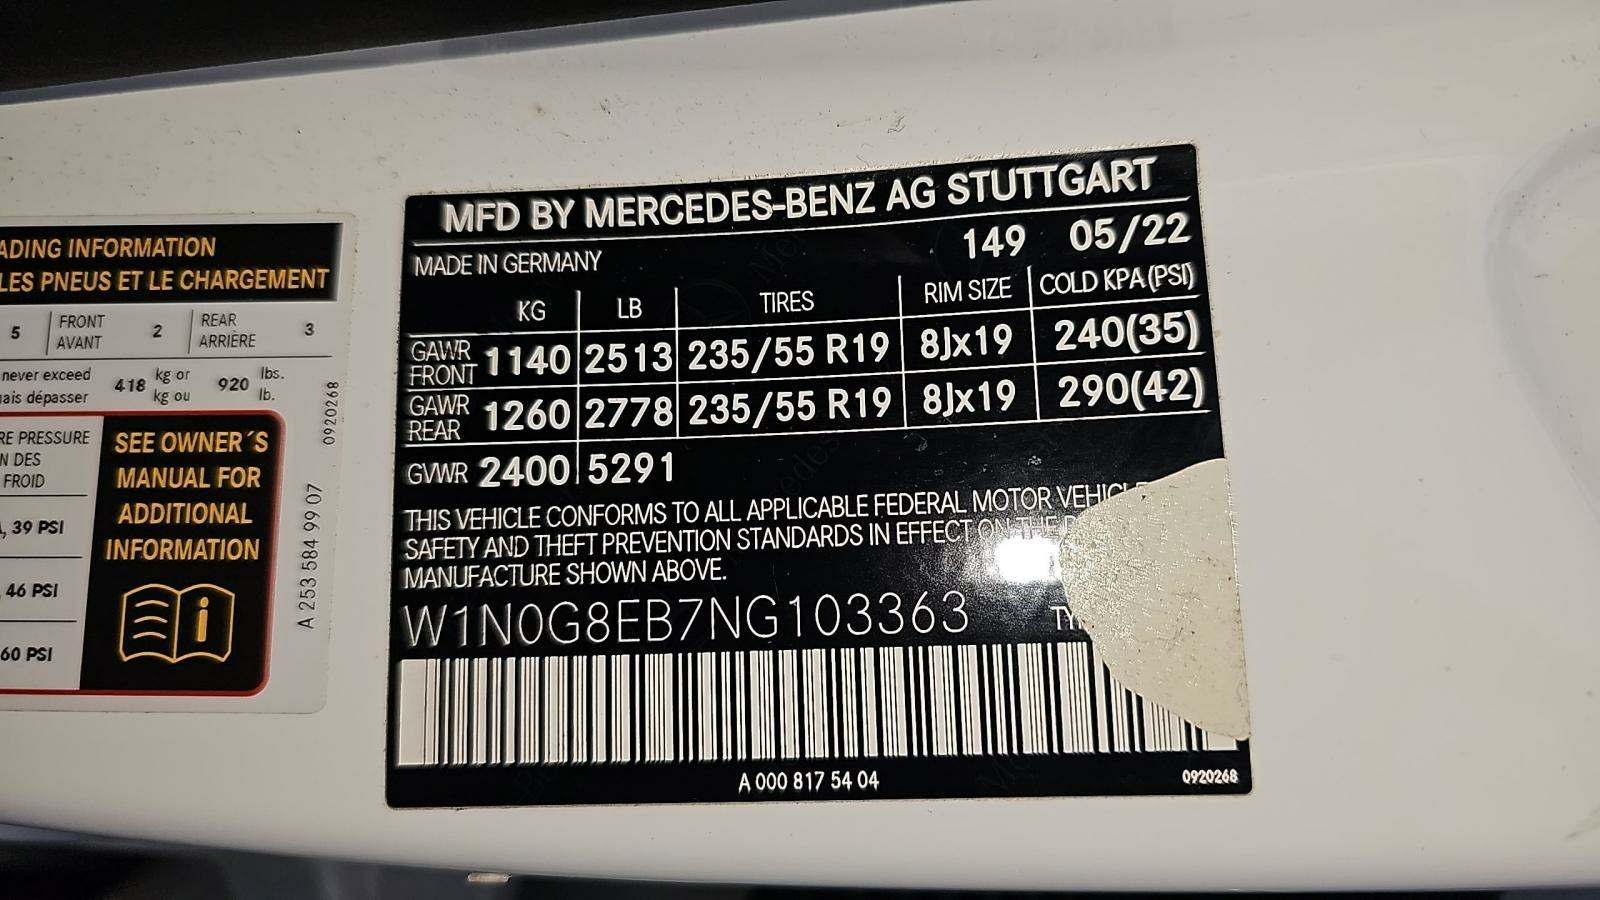 ADING INFORMATION
LES PNEUS ET LE CHARGEMENT
5 FRONT AVANT 2 REAR ARRIÈRE 3
never exceed 418 kg or 920 lbs.
ais dépasser kg ou lb.
0920268
RE PRESSURE
N DES
FROID
, 39 PSI
, 46 PSI
60 PSI
SEE OWNER´S
MANUAL FOR
ADDITIONAL
INFORMATION
A 253 584 99 07
MFD BY MERCEDES-BENZ AG STUTTGART
MADE IN GERMANY 149 05/22
KG LB TIRES RIM SIZE COLD KPA(PSI)
GAWR FRONT 1140 2513 235/55 R19 8Jx19 240(35)
GAWR REAR 1260 2778 235/55 R19 8Jx19 290(42)
GVWR 2400 5291
THIS VEHICLE CONFORMS TO ALL APPLICABLE FEDERAL MOTOR VEHICLE
SAFETY AND THEFT PREVENTION STANDARDS IN EFFECT ON THE
MANUFACTURE SHOWN ABOVE.
W1N0G8EB7NG103363
A 000 817 54 04
0920268